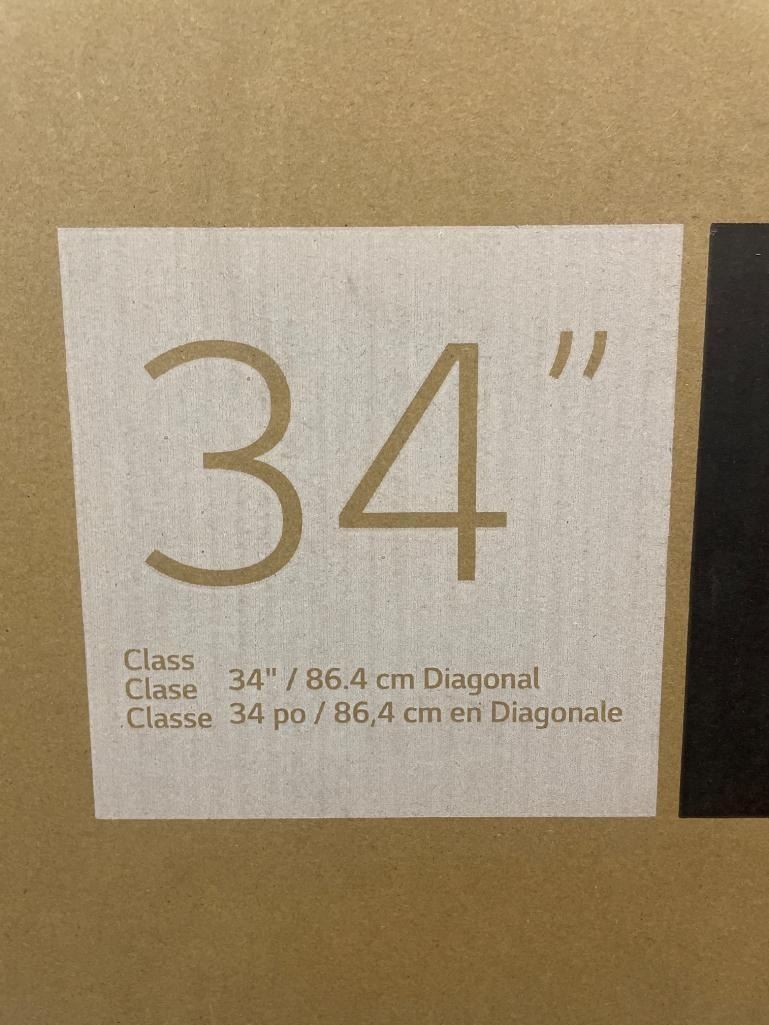 34”
Class
Clase
Classe
34" / 86.4 cm Diagonal
34 po / 86,4 cm en Diagonale